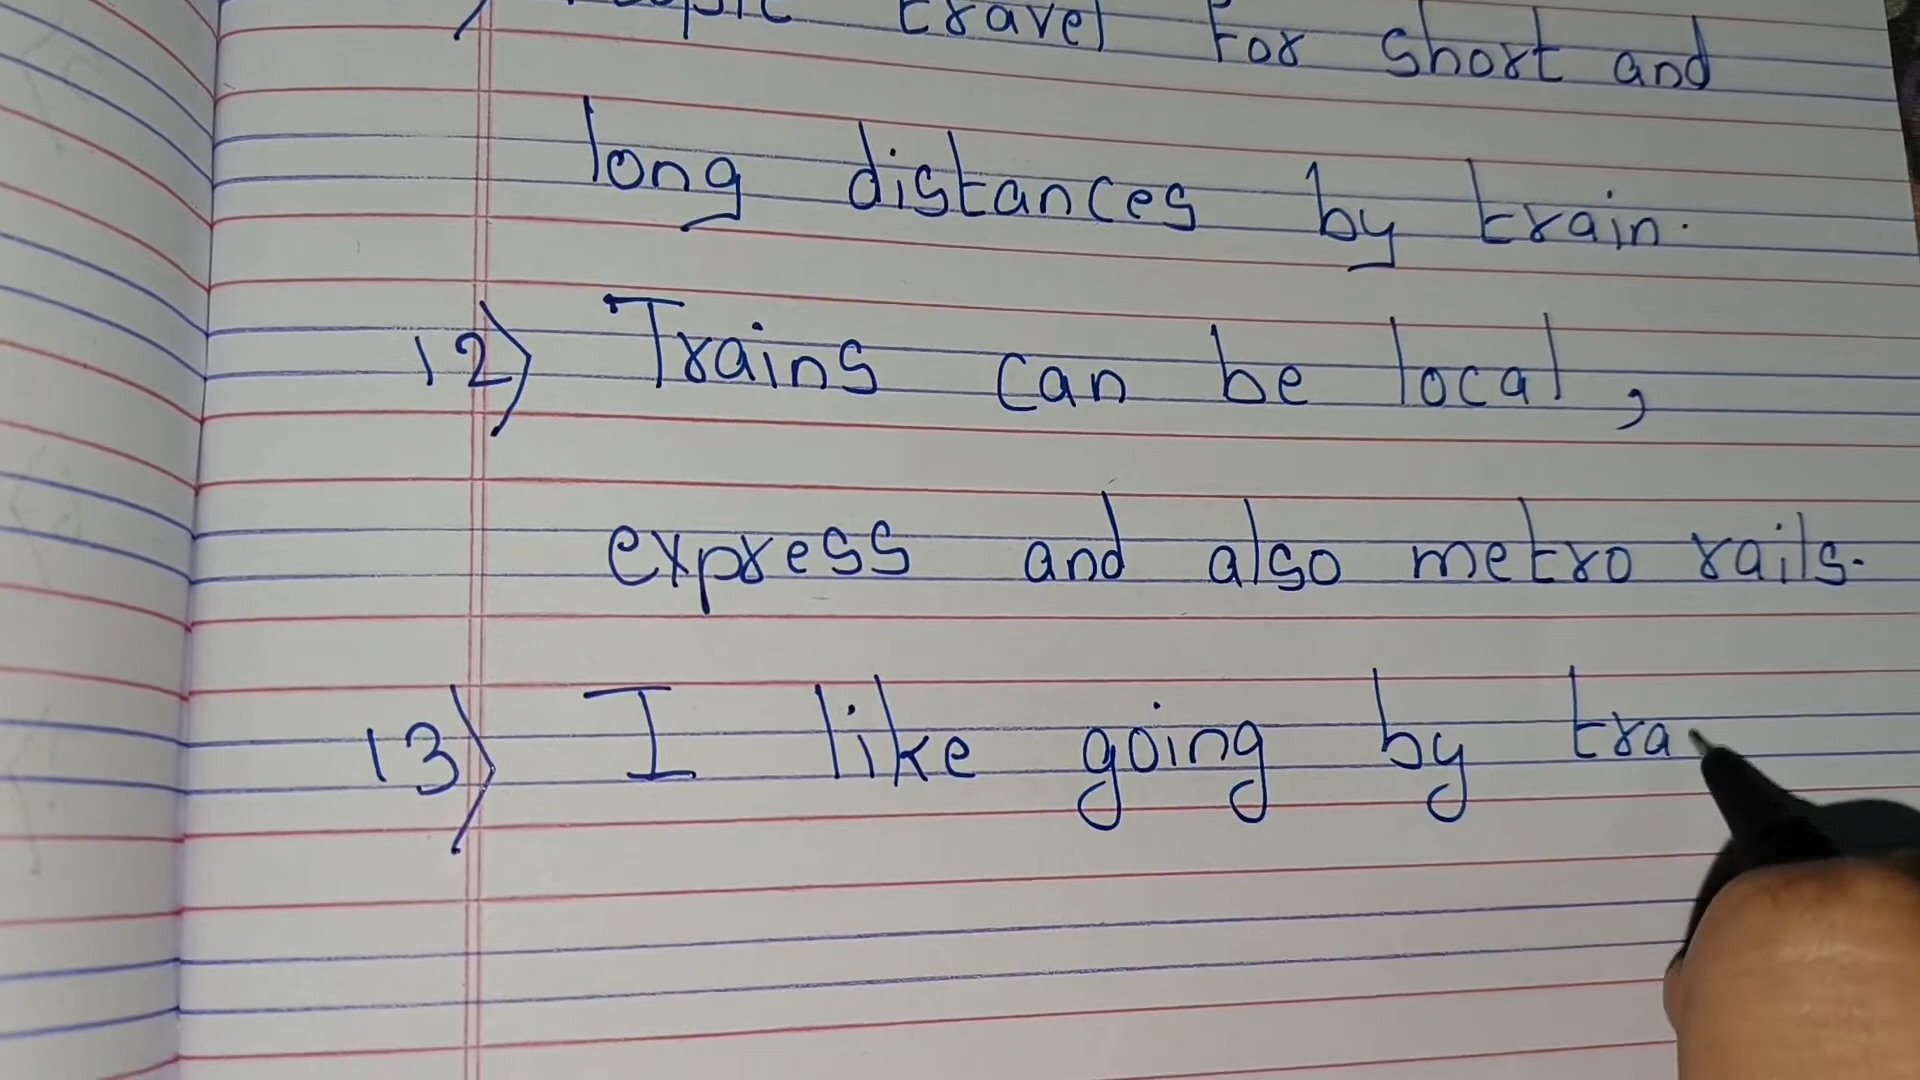 travel for short and
long distances by train.
12) Trains can be local,
express and also metro rails.
13) I like going by tra